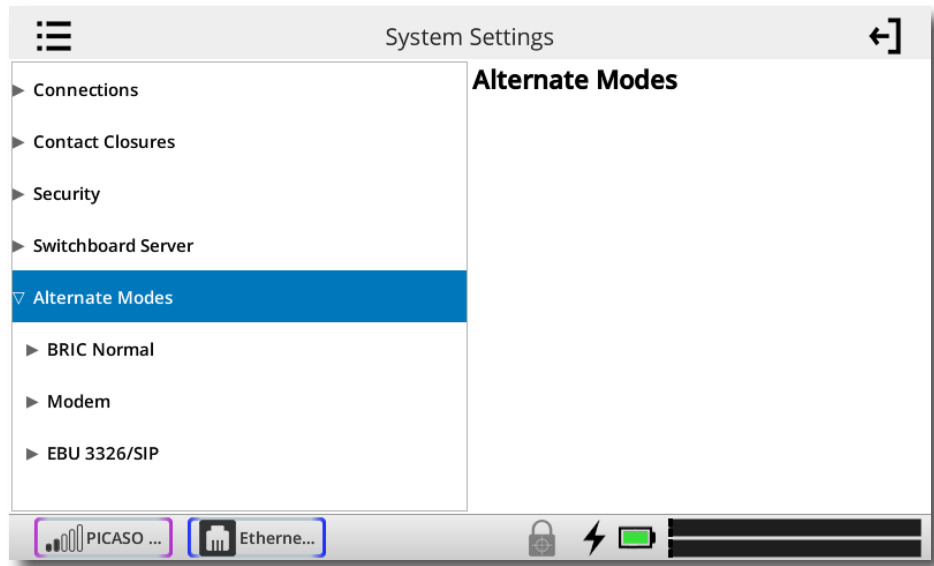 System Settings
Connections
Contact Closures
Security
Switchboard Server
Alternate Modes
BRIC Normal
Modem
EBU 3326/SIP
Alternate Modes
PICASO ...
Etherne...